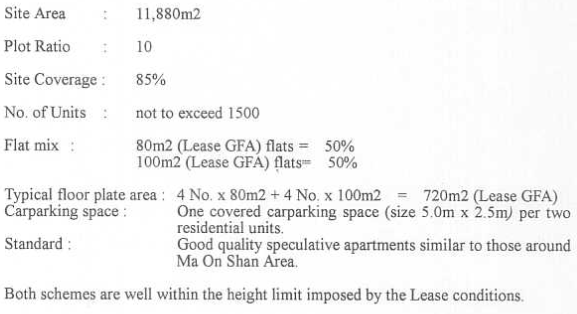 Site Area : 11,880m2
Plot Ratio : 10
Site Coverage : 85%
No. of Units : not to exceed 1500
Flat mix : 80m2 (Lease GFA) flats = 50%
100m2 (Lease GFA) flats= 50%
Typical floor plate area : 4 No. x 80m2 + 4 No. x 100m2 = 720m2 (Lease GFA)
Carparking space : One covered carparking space (size 5.0m x 2.5m) per two
residential units.
Standard : Good quality speculative apartments similar to those around
Ma On Shan Area.
Both schemes are well within the height limit imposed by the Lease conditions.